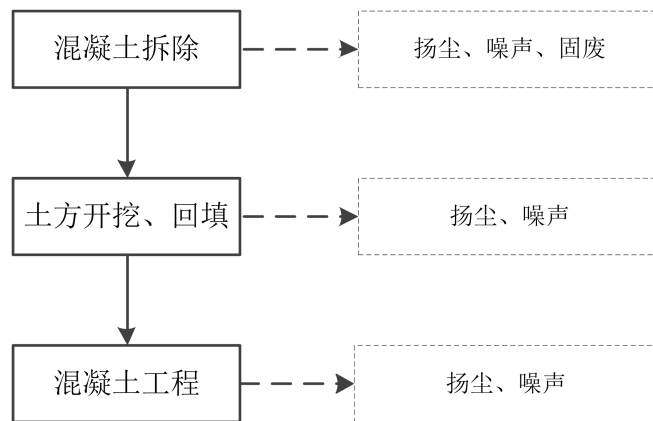 混凝土拆除
扬尘、噪声、固废
土方开挖、回填
扬尘、噪声
混凝土工程
扬尘、噪声